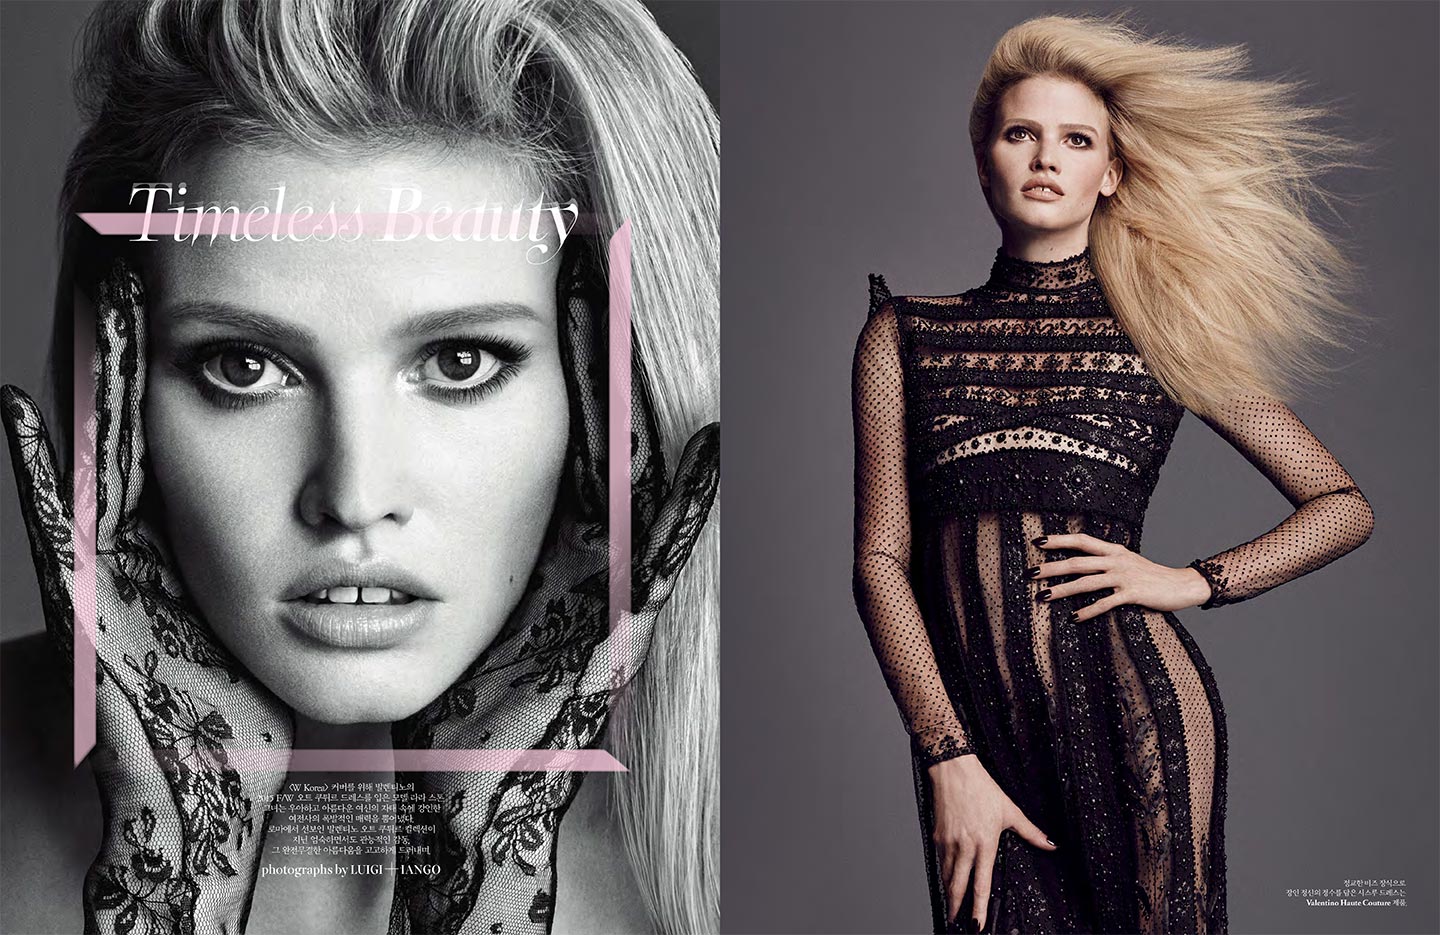 Timeless Beauty
〈W Korea〉 커버를 위해 발렌티노의
2015 F/W 오트 쿠뛰르 드레스를 입은 모델 라라 스톤.
그녀는 우아하고 아름다운 여신의 자태 속에 강인한
여전사의 폭발적인 매력을 뿜어냈다.
로마에서 선보인 발렌티노 오트 쿠뛰르 컬렉션이
지닌 엄숙하면서도 관능적인 감동,
그 완전무결한 아름다움을 고고하게 드러내며.
photographs by LUIGI+IANGO
정교한 비즈 장식으로
장인 정신의 정수를 담은 시스루 드레스는
Valentino Haute Couture 제품.